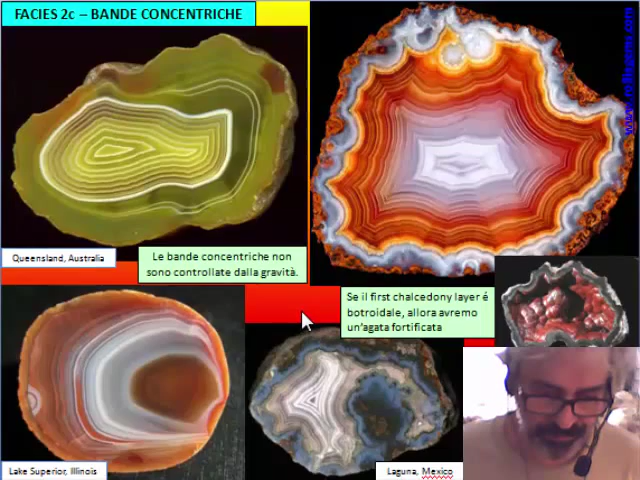 FACIES 2c – BANDE CONCENTRICHE
Queensland, Australia
Le bande concentriche non
sono controllate dalla gravità.
Se il first chalcedony layer é
botroidale, allora avremo
un'agata fortificata
Lake Superior, Illinois
Laguna, Mexico